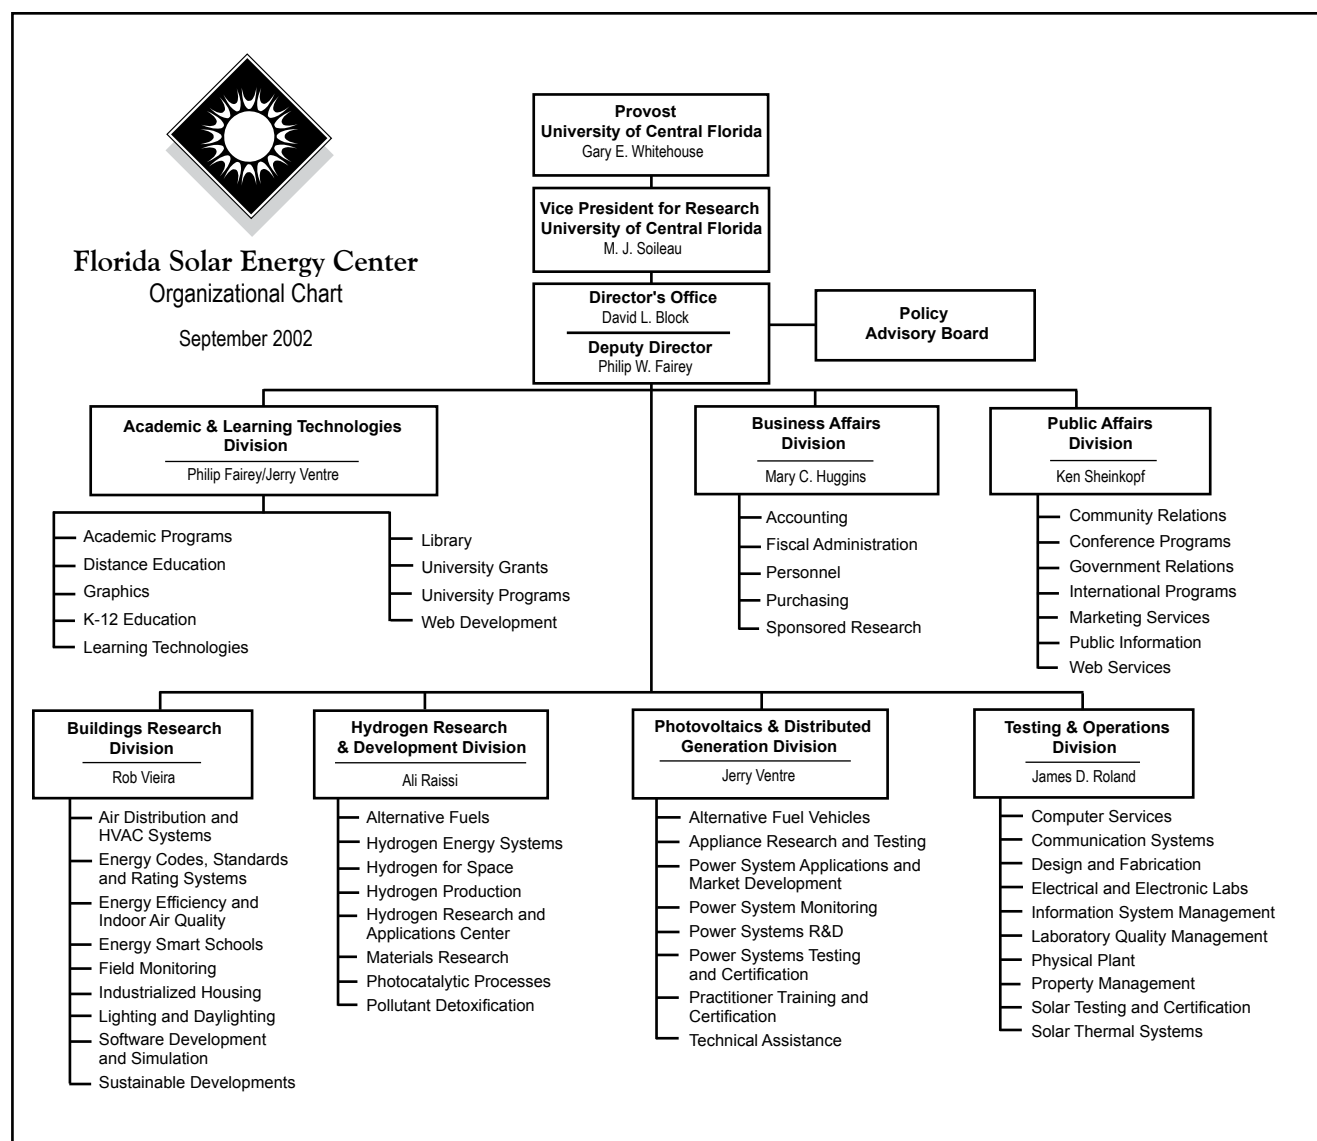 Florida Solar Energy Center
Organizational Chart
September 2002
Provost
University of Central Florida
Gary E. Whitehouse
Vice President for Research
University of Central Florida
M. J. Soileau
Director's Office
David L. Block
Deputy Director
Philip W. Fairey
Policy
Advisory Board
Academic & Learning Technologies
Division
Philip Fairey/Jerry Ventre
Academic Programs
Distance Education
Graphics
K-12 Education
Learning Technologies
Library
University Grants
University Programs
Web Development
Business Affairs
Division
Mary C. Huggins
Accounting
Fiscal Administration
Personnel
Purchasing
Sponsored Research
Public Affairs
Division
Ken Sheinkopf
Community Relations
Conference Programs
Government Relations
International Programs
Marketing Services
Public Information
Web Services
Buildings Research
Division
Rob Vieira
Air Distribution and
HVAC Systems
Energy Codes, Standards
and Rating Systems
Energy Efficiency and
Indoor Air Quality
Energy Smart Schools
Field Monitoring
Industrialized Housing
Lighting and Daylighting
Software Development
and Simulation
Sustainable Developments
Hydrogen Research
& Development Division
Ali Raissi
Alternative Fuels
Hydrogen Energy Systems
Hydrogen for Space
Hydrogen Production
Hydrogen Research and
Applications Center
Materials Research
Photocatalytic Processes
Pollutant Detoxification
Photovoltaics & Distributed
Generation Division
Jerry Ventre
Alternative Fuel Vehicles
Appliance Research and Testing
Power System Applications and
Market Development
Power System Monitoring
Power Systems R&D
Power Systems Testing
and Certification
Practitioner Training and
Certification
Technical Assistance
Testing & Operations
Division
James D. Roland
Computer Services
Communication Systems
Design and Fabrication
Electrical and Electronic Labs
Information System Management
Laboratory Quality Management
Physical Plant
Property Management
Solar Testing and Certification
Solar Thermal Systems